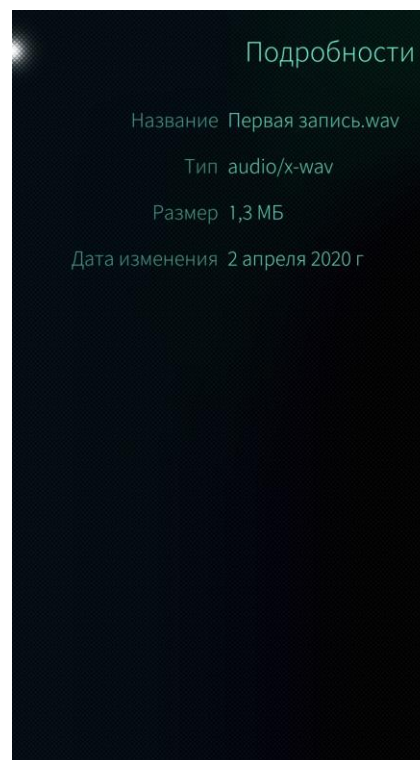 Подробности
Название Первая запись.wav
Тип audio/x-wav
Размер 1,3 МБ
Дата изменения 2 апреля 2020 г